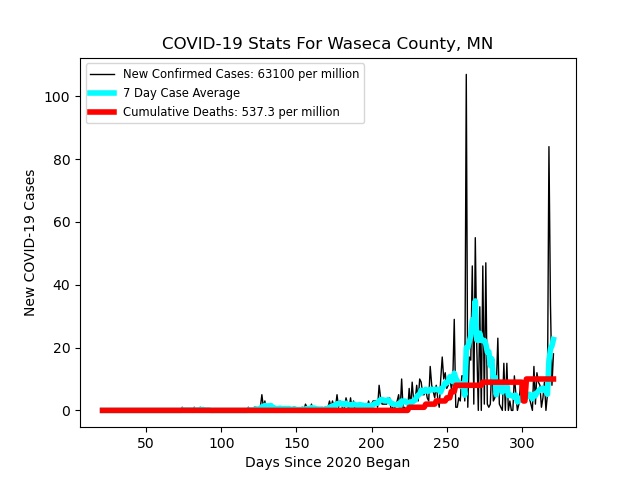 COVID-19 Stats For Waseca County, MN
New Confirmed Cases: 63100 per million
7 Day Case Average
Cumulative Deaths: 537.3 per million
New COVID-19 Cases
100
80
60
40
20
0
50 100 150 200 250 300
Days Since 2020 Began